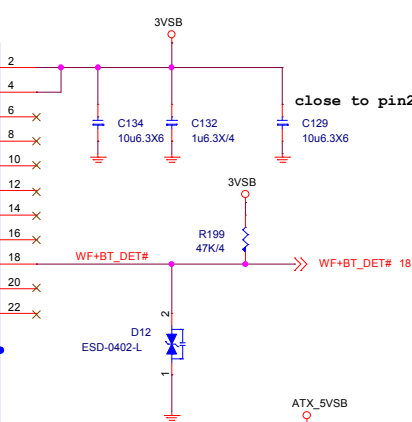 3VSB
2
4
close to pin2
C134
10u6.3X6
C132
1u6.3X/4
C129
10u6.3X6
6
8
10
12
14
16
18
20
22
3VSB
R199
47K/4
WF+BT_DET#
WF+BT_DET# 18
2
D12
ESD-0402-L
1
ATX_5VSB